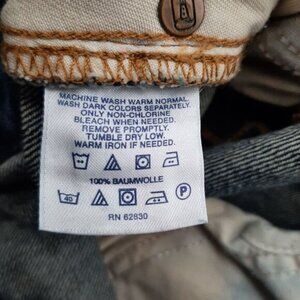 MACHINE WASH WARM NORMAL.
WASH DARK COLORS SEPARATELY.
ONLY NON-CHLORINE
BLEACH WHEN NEEDED.
REMOVE PROMPTLY.
TUMBLE DRY LOW.
WARM IRON IF NEEDED.
100% BAUMWOLLE
40 P
RN 62830